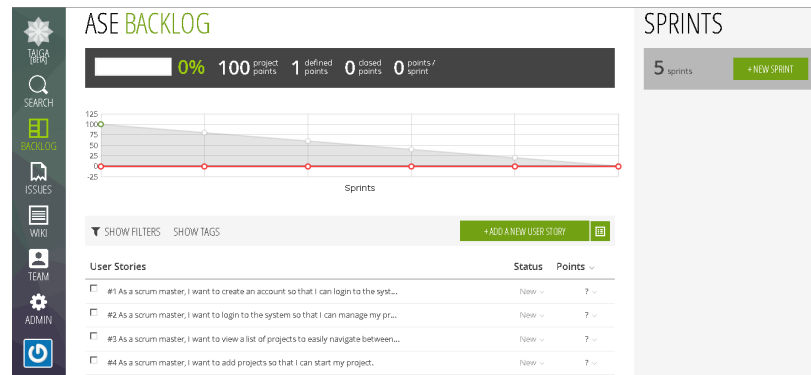 ASE BACKLOG
SPRINTS
TAIGA
[BETA]
SEARCH
BACKLOG
ISSUES
WIKI
TEAM
ADMIN
0% 100 project points 1 defined points 0 closed points 0 points / sprint
5 sprints
+ NEW SPRINT
125
100
75
50
25
0
-25
Sprints
SHOW FILTERS SHOW TAGS
+ ADD A NEW USER STORY
User Stories Status Points
#1 As a scrum master, I want to create an account so that I can login to the syst... New ?
#2 As a scrum master, I want to login to the system so that I can manage my pr... New ?
#3 As a scrum master, I want to view a list of projects to easily navigate between... New ?
#4 As a scrum master, I want to add projects so that I can start my project. New ?